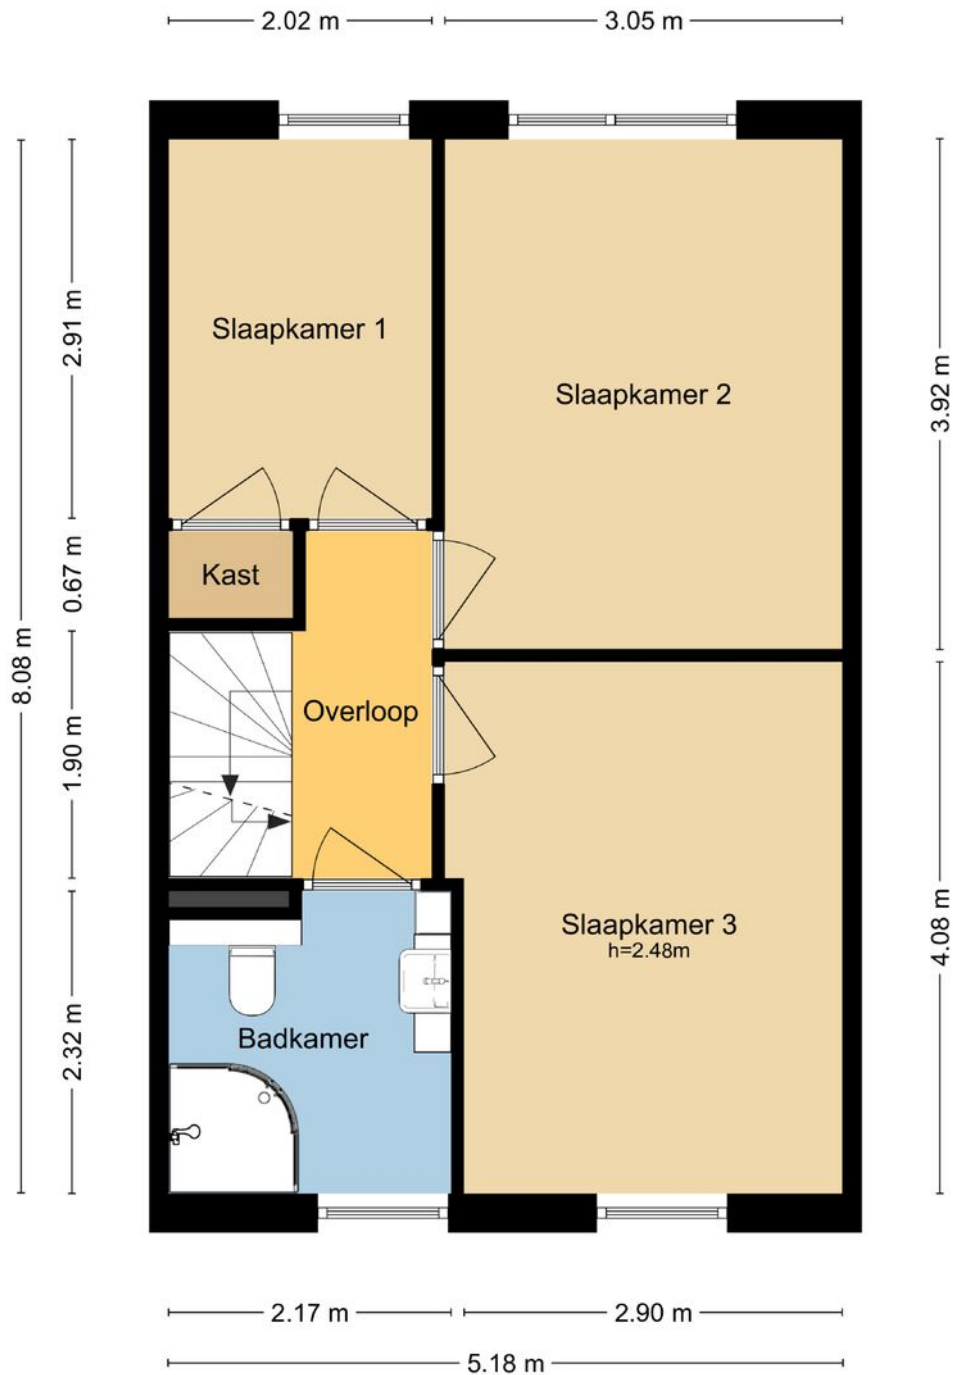 2.02 m
3.05 m
2.91 m
Slaapkamer 1
Slaapkamer 2
3.92 m
0.67 m
Kast
8.08 m
1.90 m
Overloop
Slaapkamer 3
h=2.48m
4.08 m
2.32 m
Badkamer
2.17 m
2.90 m
5.18 m